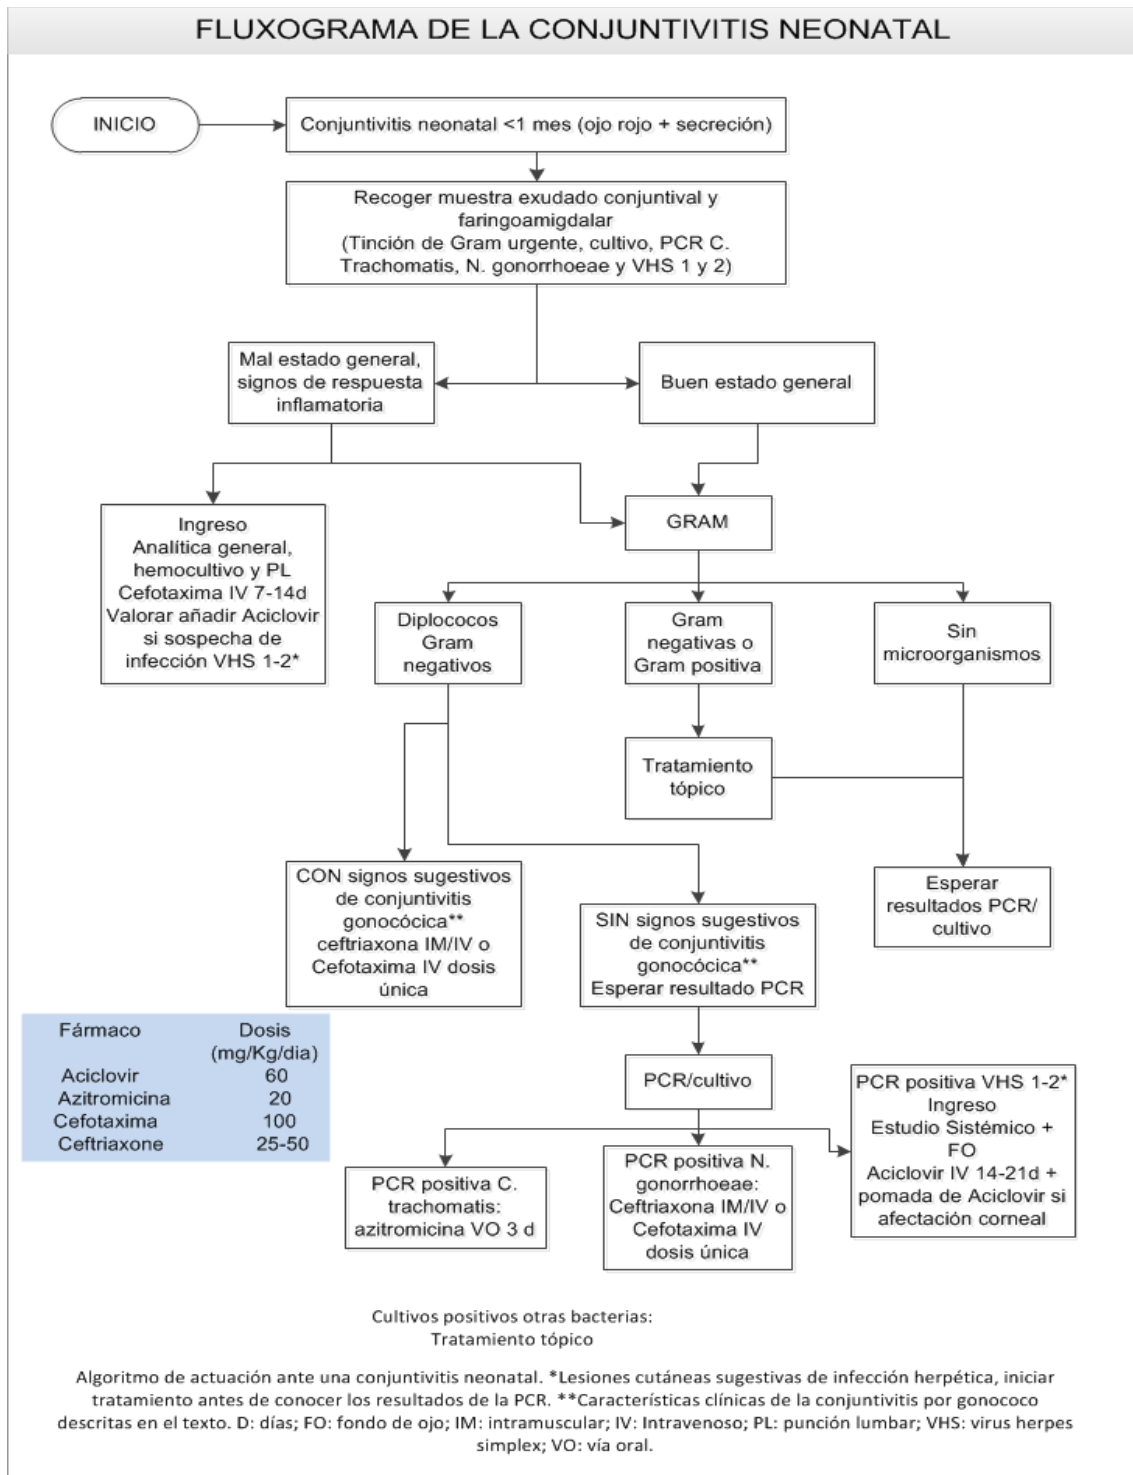 FLUXOGRAMA DE LA CONJUNTIVITIS NEONATAL
INICIO
Conjuntivitis neonatal <1 mes (ojo rojo + secreción)
Recoger muestra exudado conjuntival y
faringoamigdalar
(Tinción de Gram urgente, cultivo, PCR C.
Trachomatis, N. gonorrhoeae y VHS 1 y 2)
Mal estado general,
signos de respuesta
inflamatoria
Buen estado general
Ingreso
Analítica general,
hemocultivo y PL
Cefotaxima IV 7-14d
Valorar añadir Aciclovir
si sospecha de
infección VHS 1-2*
GRAM
Diplococos
Gram
negativos
Gram
negativas o
Gram positiva
Sin
microorganismos
Tratamiento
tópico
CON signos sugestivos
de conjuntivitis
gonocócica**
ceftriaxona IM/IV o
Cefotaxima IV dosis
única
SIN signos sugestivos
de conjuntivitis
gonocócica**
Esperar resultado PCR
Esperar
resultados PCR/
cultivo
Fármaco Dosis
(mg/Kg/dia)
Aciclovir 60
Azitromicina 20
Cefotaxima 100
Ceftriaxone 25-50
PCR/cultivo
PCR positiva C.
trachomatis:
azitromicina VO 3 d
PCR positiva N.
gonorrhoeae:
Ceftriaxona IM/IV o
Cefotaxima IV
dosis única
PCR positiva VHS 1-2*
Ingreso
Estudio Sistémico +
FO
Aciclovir IV 14-21d +
pomada de Aciclovir si
afectación corneal
Cultivos positivos otras bacterias:
Tratamiento tópico
Algoritmo de actuación ante una conjuntivitis neonatal. *Lesiones cutáneas sugestivas de infección herpética, iniciar
tratamiento antes de conocer los resultados de la PCR. **Características clínicas de la conjuntivitis por gonococo
descritas en el texto. D: días; FO: fondo de ojo; IM: intramuscular; IV: Intravenoso; PL: punción lumbar; VHS: virus herpes
simplex; VO: vía oral.